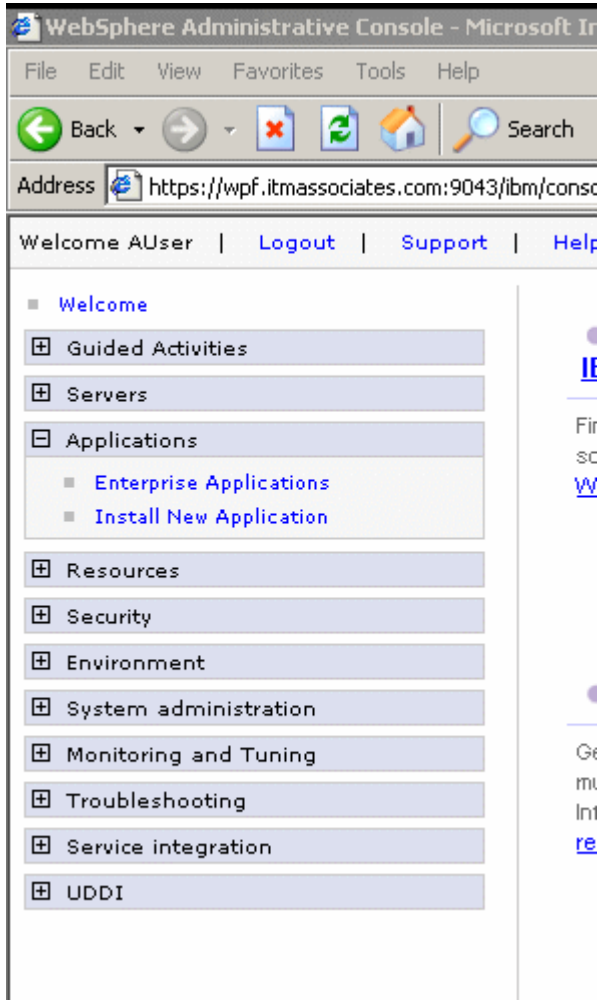 WebSphere Administrative Console - Microsoft
File Edit View Favorites Tools Help
Back Search
Address https://wpf.itmassociates.com:9043/ibm/conso
Welcome AUser | Logout | Support | Help
Welcome
Guided Activities
Servers
Applications
Enterprise Applications
Install New Application
Resources
Security
Environment
System administration
Monitoring and Tuning
Troubleshooting
Service integration
UDDI